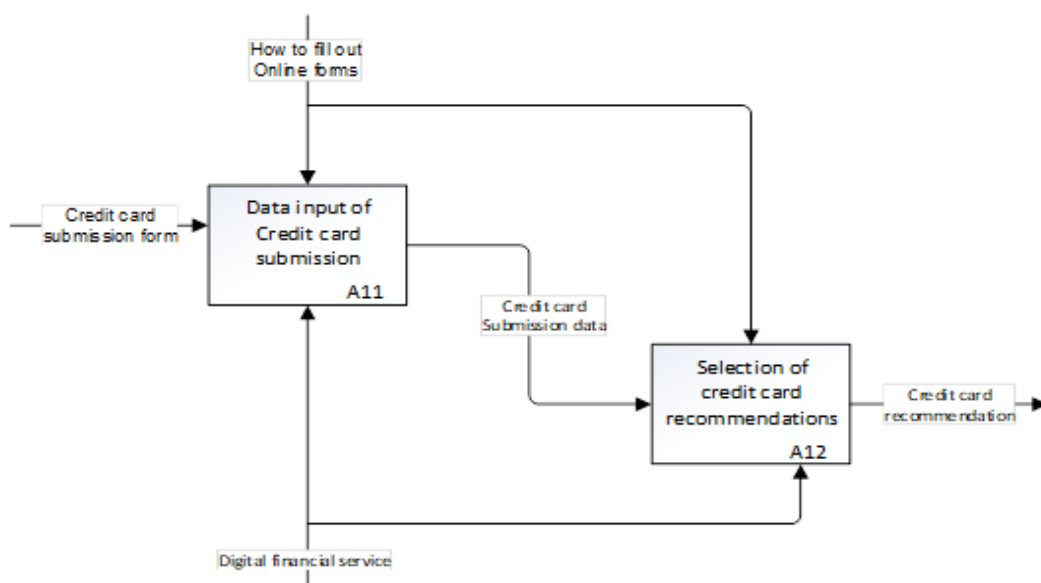 How to fill out
Online forms
Credit card
submission form
Data input of
Credit card
submission
A11
Credit card
Submission data
Selection of
credit card
recommendations
A12
Credit card
recommendation
Digital financial service